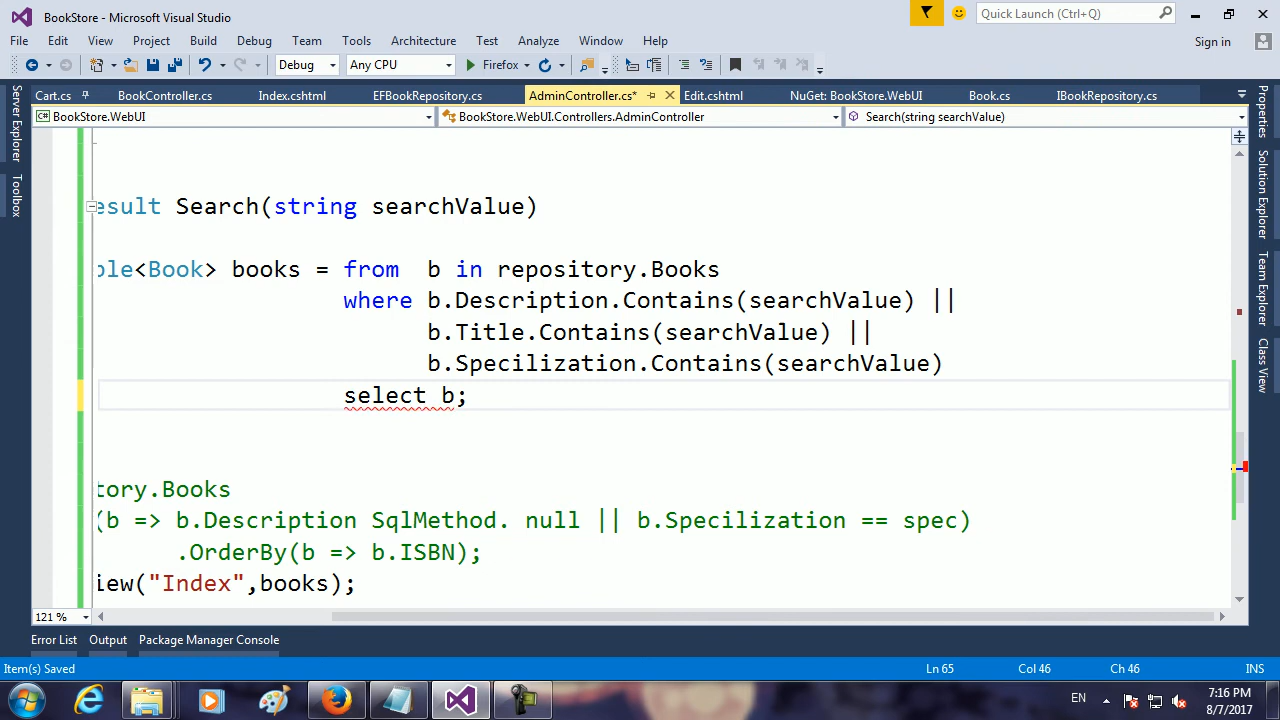 BookStore - Microsoft Visual Studio
Quick Launch (Ctrl+Q)
File Edit View Project Build Debug Team Tools Architecture Test Analyze Window Help
Sign in
Debug Any CPU Firefox
Cart.cs BookController.cs Index.cshtml EFBookRepository.cs AdminController.cs* Edit.cshtml NuGet: BookStore.WebUI Book.cs IBookRepository.cs
BookStore.WebUI BookStore.WebUI.Controllers.AdminController Search(string searchValue)
Server Explorer
Toolbox
Properties
Solution Explorer
Team Explorer
Class View
esult Search(string searchValue)
ple<Book> books = from  b in repository.Books
where b.Description.Contains(searchValue) ||
b.Title.Contains(searchValue) ||
b.Specilization.Contains(searchValue)
select b;
tory.Books
(b => b.Description SqlMethod. null || b.Specilization == spec)
.OrderBy(b => b.ISBN);
iew("Index",books);
121 %
Error List Output Package Manager Console
Item(s) Saved Ln 65 Col 46 Ch 46 INS
EN
7:16 PM
8/7/2017